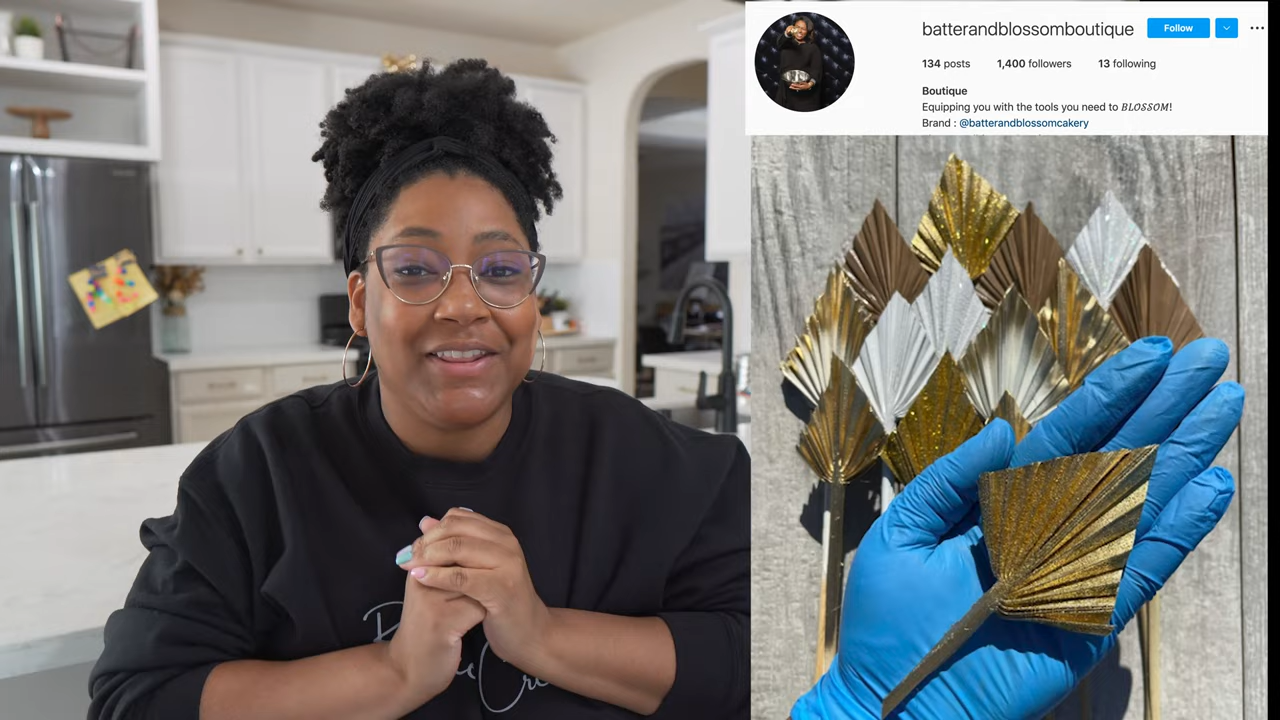 batterandblossomboutique Follow
134 posts 1,400 followers 13 following
Boutique
Equipping you with the tools you need to BLOSSOM!
Brand : @batterandblossomcakery